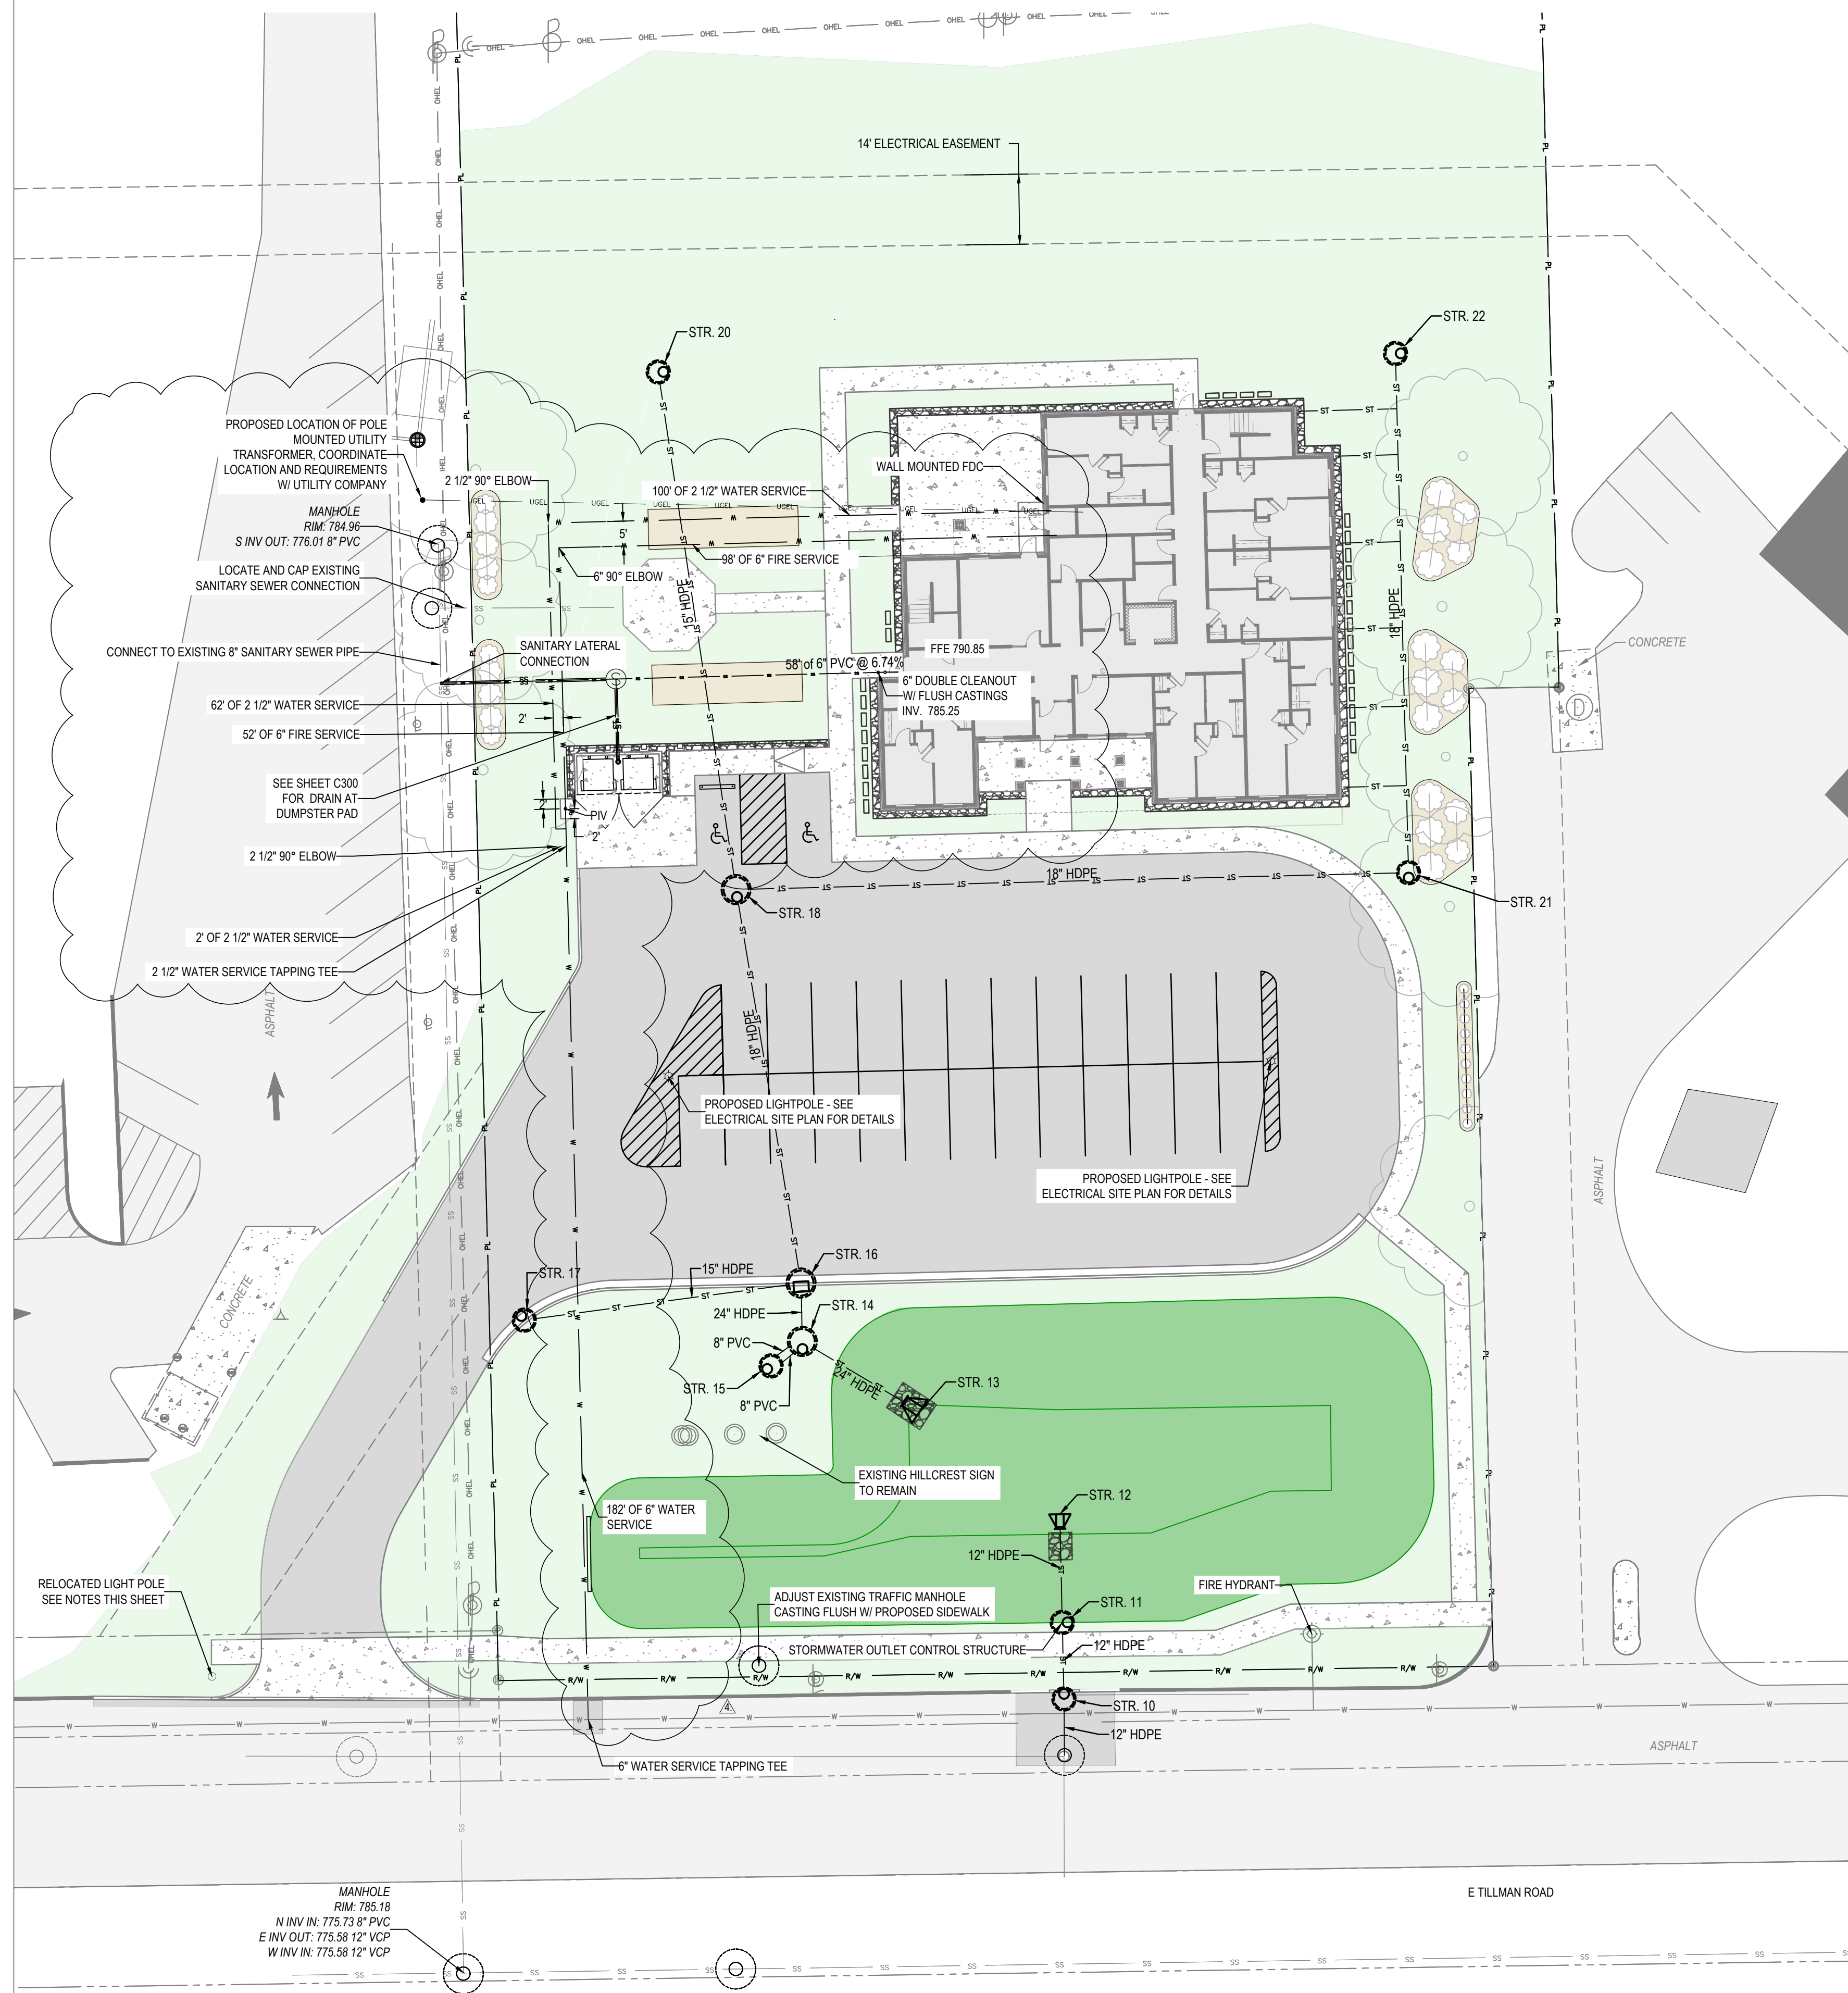 14' ELECTRICAL EASEMENT
STR. 20
STR. 22
PROPOSED LOCATION OF POLE
MOUNTED UTILITY
TRANSFORMER, COORDINATE
LOCATION AND REQUIREMENTS
W/ UTILITY COMPANY
2 1/2" 90° ELBOW
100' OF 2 1/2" WATER SERVICE
WALL MOUNTED FDC
MANHOLE
RIM: 784.96
S INV OUT: 776.01 8" PVC
5'
98' OF 6" FIRE SERVICE
6" 90° ELBOW
LOCATE AND CAP EXISTING
SANITARY SEWER CONNECTION
15" HDPE
18" HDPE
CONCRETE
CONNECT TO EXISTING 8" SANITARY SEWER PIPE
SANITARY LATERAL
CONNECTION
58' of 6" PVC @ 6.74%
FFE 790.85
6" DOUBLE CLEANOUT
W/ FLUSH CASTINGS
INV. 785.25
62' OF 2 1/2" WATER SERVICE
2'
52' OF 6" FIRE SERVICE
SEE SHEET C300
FOR DRAIN AT
DUMPSTER PAD
2'
PIV
2'
2 1/2" 90° ELBOW
18" HDPE
STR. 21
STR. 18
2' OF 2 1/2" WATER SERVICE
2 1/2" WATER SERVICE TAPPING TEE
ASPHALT
18" HDPE
PROPOSED LIGHTPOLE - SEE
ELECTRICAL SITE PLAN FOR DETAILS
PROPOSED LIGHTPOLE - SEE
ELECTRICAL SITE PLAN FOR DETAILS
ASPHALT
STR. 16
15" HDPE
STR. 17
CONCRETE
24" HDPE
STR. 14
8" PVC
STR. 15
24" HDPE
STR. 13
8" PVC
EXISTING HILLCREST SIGN
TO REMAIN
STR. 12
182' OF 6" WATER
SERVICE
12" HDPE
RELOCATED LIGHT POLE
SEE NOTES THIS SHEET
ADJUST EXISTING TRAFFIC MANHOLE
CASTING FLUSH W/ PROPOSED SIDEWALK
FIRE HYDRANT
STR. 11
STORMWATER OUTLET CONTROL STRUCTURE
12" HDPE
R/W R/W R/W R/W R/W R/W R/W R/W R/W R/W
4
STR. 10
12" HDPE
ASPHALT
6" WATER SERVICE TAPPING TEE
MANHOLE
RIM: 785.18
N INV IN: 775.73 8" PVC
E INV OUT: 775.58 12" VCP
W INV IN: 775.58 12" VCP
E TILLMAN ROAD